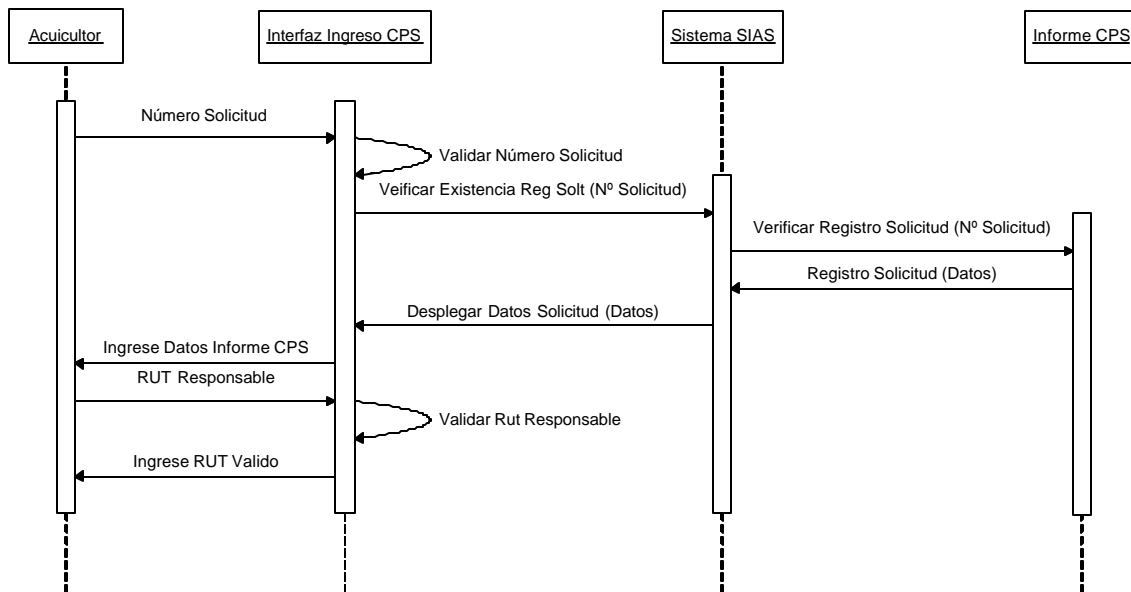 Acuicultor
Interfaz Ingreso CPS
Sistema SIAS
Informe CPS
Número Solicitud
Validar Número Solicitud
Veificar Existencia Reg Solt (Nº Solicitud)
Verificar Registro Solicitud (Nº Solicitud)
Registro Solicitud (Datos)
Desplegar Datos Solicitud (Datos)
Ingrese Datos Informe CPS
RUT Responsable
Validar Rut Responsable
Ingrese RUT Valido